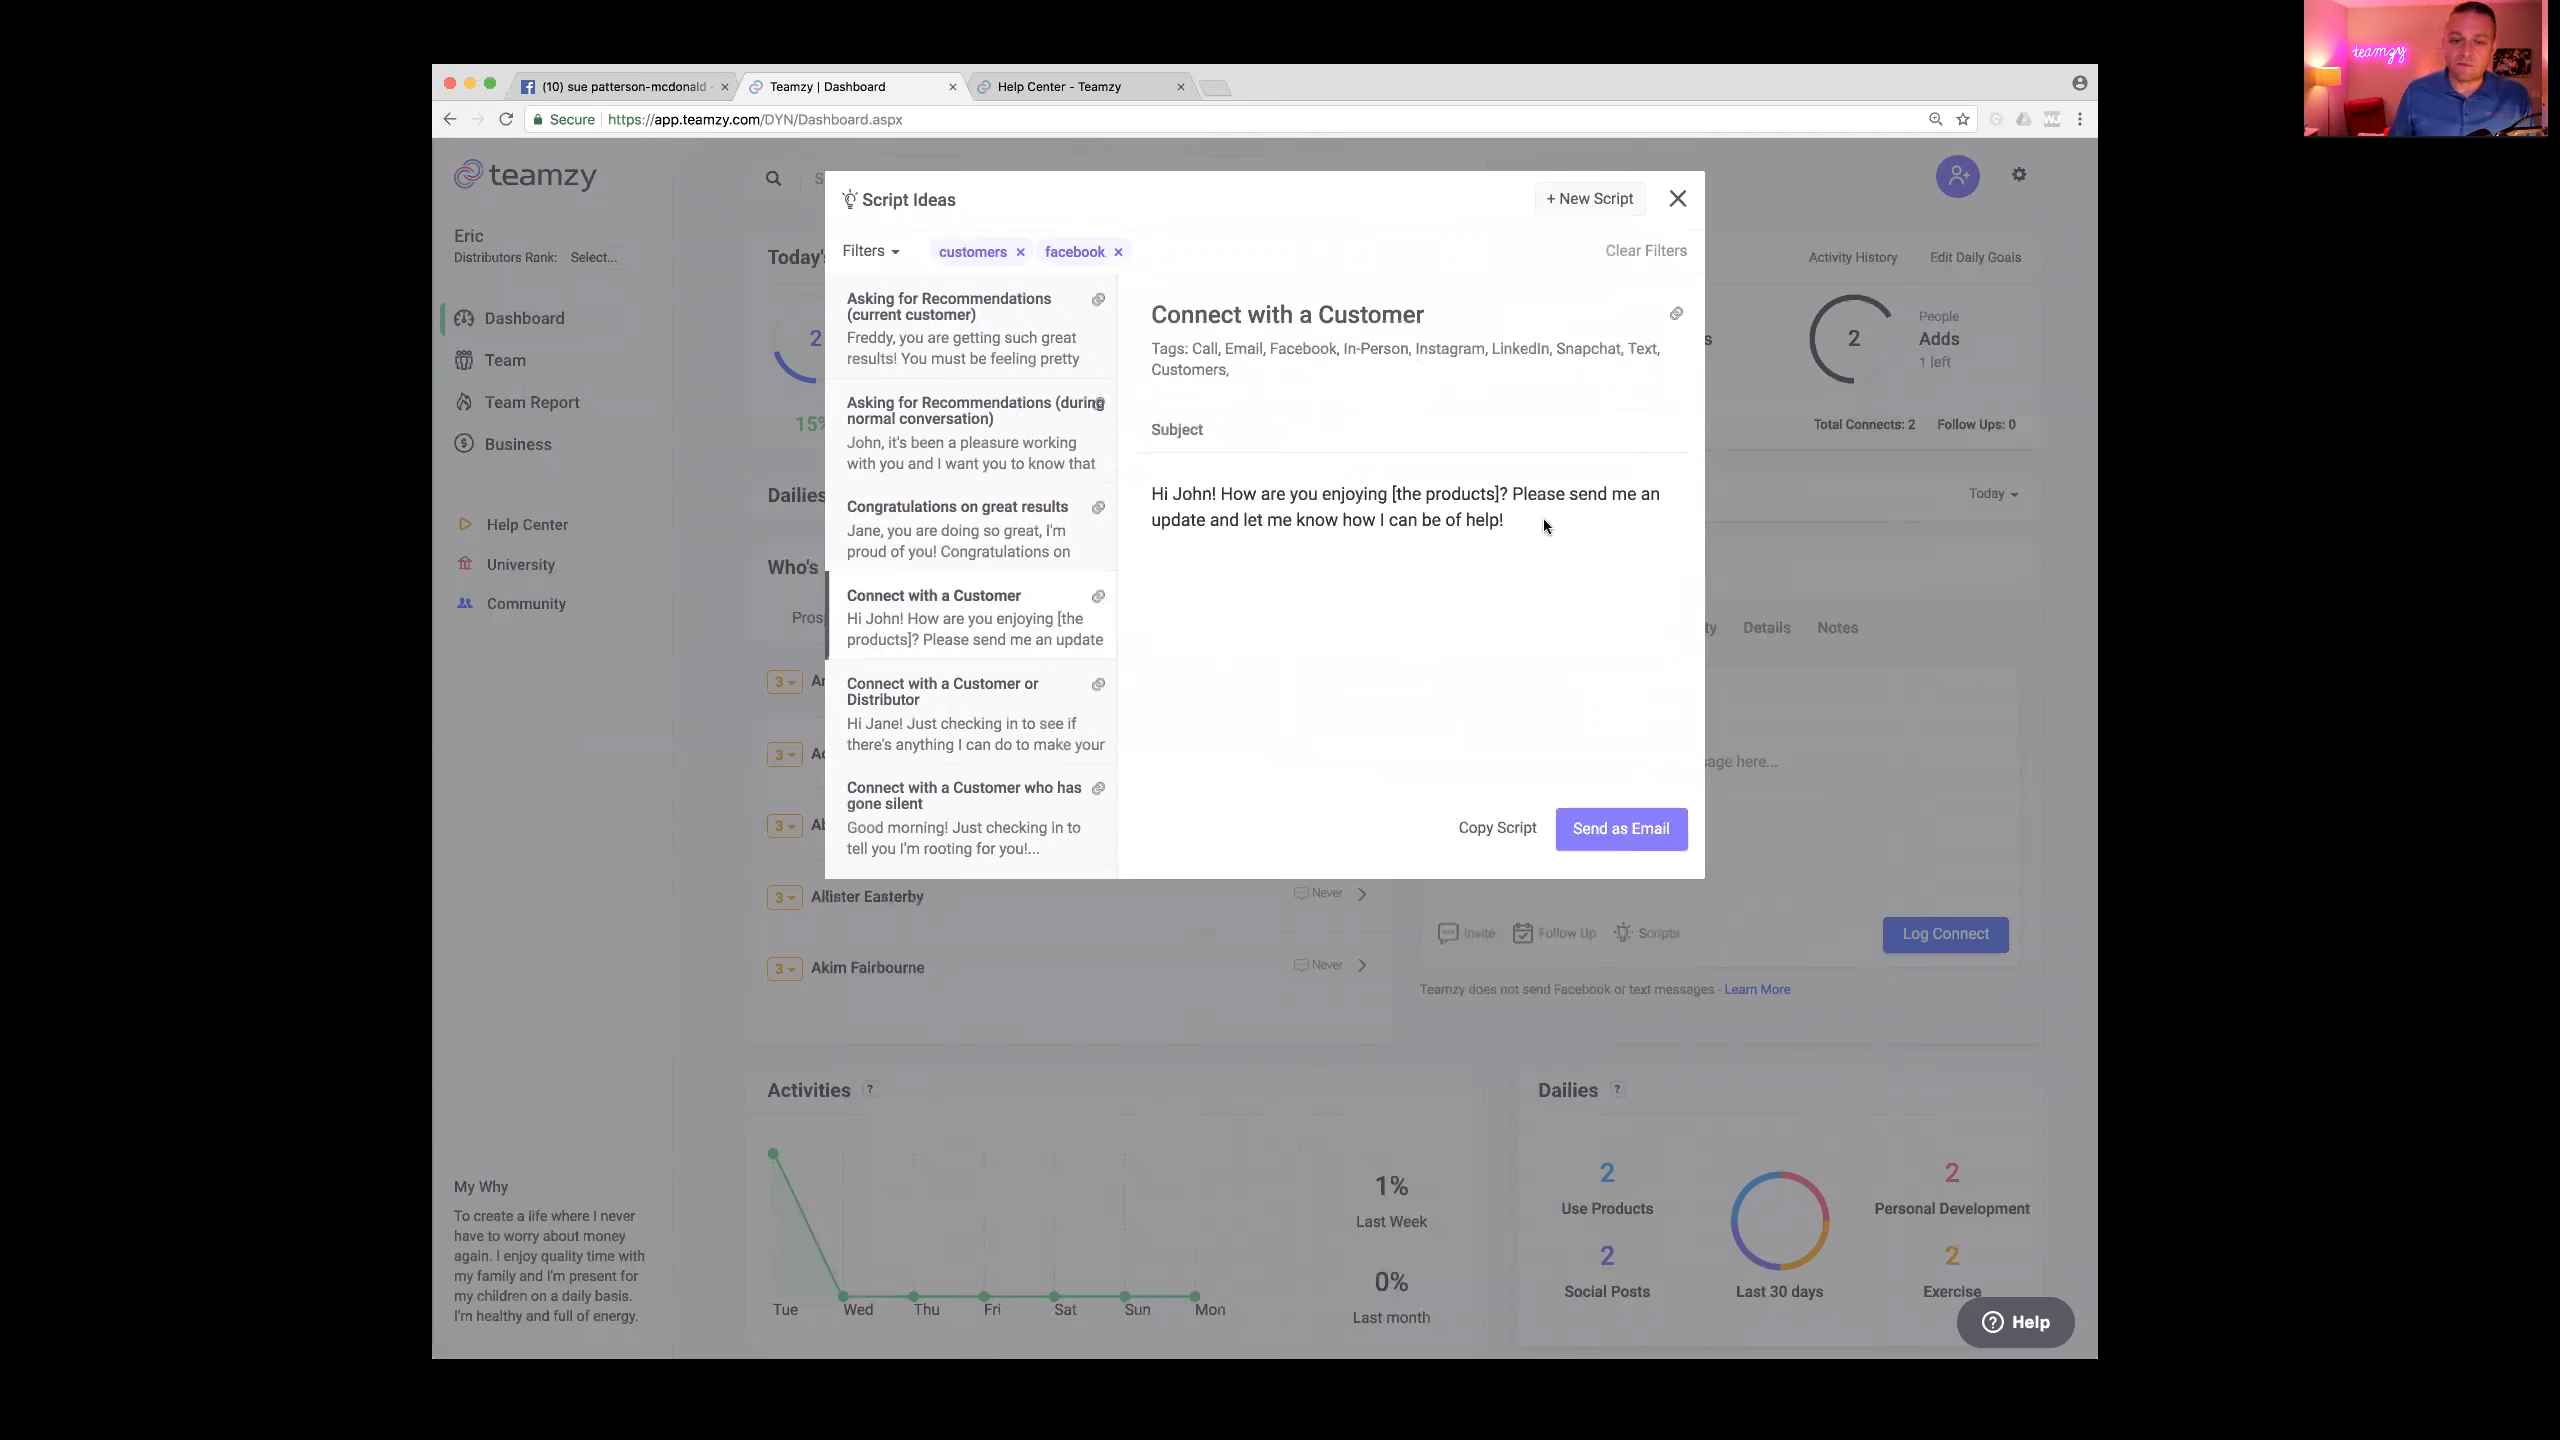 teamzy
(10) sue patterson-mcdonald
Teamzy | Dashboard
Help Center - Teamzy
Secure
https://app.teamzy.com/DYN/Dashboard.aspx
teamzy
Eric
Distributors Rank: Select...
Dashboard
Team
Team Report
Business
Help Center
University
Community
My Why
To create a life where I never
have to worry about money
again. I enjoy quality time with
my family and I'm present for
my children on a daily basis.
I'm healthy and full of energy.
Script Ideas
+ New Script
Filters
customers ×
facebook ×
Clear Filters
Asking for Recommendations
(current customer)
Freddy, you are getting such great
results! You must be feeling pretty
Asking for Recommendations (during
normal conversation)
John, it's been a pleasure working
with you and I want you to know that
Congratulations on great results
Jane, you are doing so great, I'm
proud of you! Congratulations on
Connect with a Customer
Hi John! How are you enjoying [the
products]? Please send me an update
Connect with a Customer or
Distributor
Hi Jane! Just checking in to see if
there's anything I can do to make your
Connect with a Customer who has
gone silent
Good morning! Just checking in to
tell you I'm rooting for you!...
Connect with a Customer
Tags: Call, Email, Facebook, In-Person, Instagram, LinkedIn, Snapchat, Text,
Customers,
Subject
Hi John! How are you enjoying [the products]? Please send me an
update and let me know how I can be of help!
Copy Script
Send as Email
Today's
2
15%
Dailies
Who's
Activity History
Edit Daily Goals
2
People
Adds
1 left
Total Connects: 2
Follow Ups: 0
Today
Details
Notes
3
3
3
3
Allister Easterby
Never
3
Akim Fairbourne
Never
Invite
Follow Up
Scripts
Log Connect
Teamzy does not send Facebook or text messages - Learn More
Activities ?
Tue
Wed
Thu
Fri
Sat
Sun
Mon
1%
Last Week
0%
Last month
Dailies ?
2
Use Products
2
Social Posts
Last 30 days
2
Personal Development
2
Exercise
Help